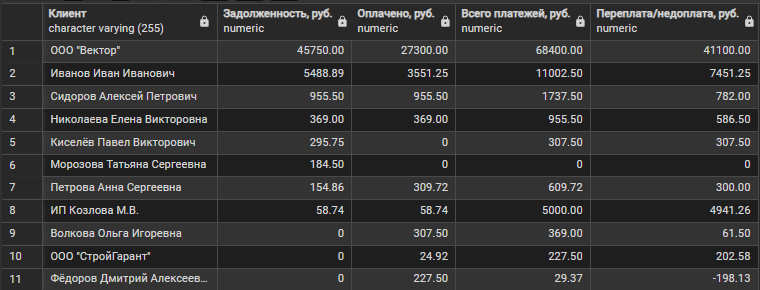 Клиент Задолженность, руб. Оплачено, руб. Всего платежей, руб. Переплата/недоплата, руб.
character varying (255) numeric numeric numeric numeric
1 ООО "Вектор" 45750.00 27300.00 68400.00 41100.00
2 Иванов Иван Иванович 5488.89 3551.25 11002.50 7451.25
3 Сидоров Алексей Петрович 955.50 955.50 1737.50 782.00
4 Николаева Елена Викторовна 369.00 369.00 955.50 586.50
5 Киселёв Павел Викторович 295.75 0 307.50 307.50
6 Морозова Татьяна Сергеевна 184.50 0 0 0
7 Петрова Анна Сергеевна 154.86 309.72 609.72 300.00
8 ИП Козлова М.В. 58.74 58.74 5000.00 4941.26
9 Волкова Ольга Игоревна 0 307.50 369.00 61.50
10 ООО "СтройГарант" 0 24.92 227.50 202.58
11 Фёдоров Дмитрий Алексеев... 0 227.50 29.37 -198.13